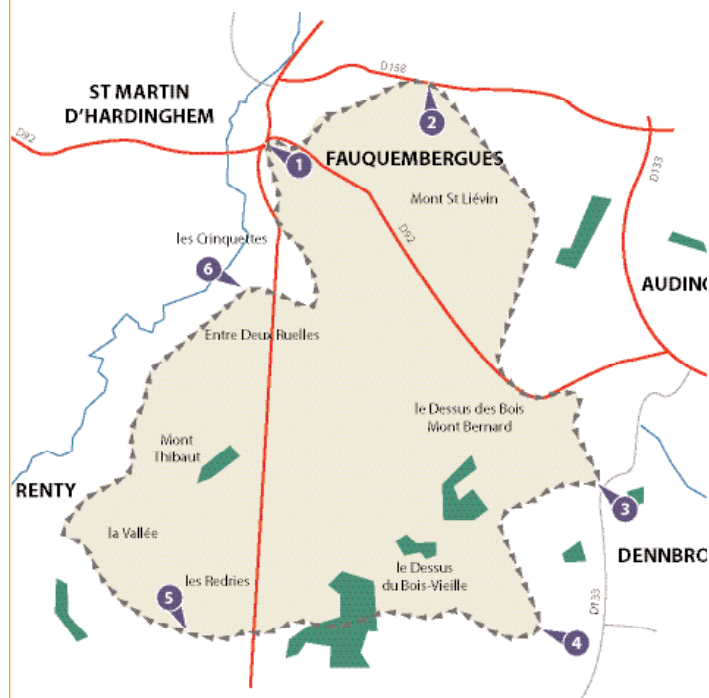 D158
ST MARTIN
D'HARDINGHEM
D92
2
1
FAUQUEMBERGUES
D133
Mont St Liévin
les Crinquettes
D92
6
AUDINC
Entre Deux Ruelles
le Dessus des Bois
Mont Bernard
Mont
Thibaut
RENTY
3
la Vallée
DENNBRO
le Dessus
du Bois-Vieille
les Redries
5
D133
4